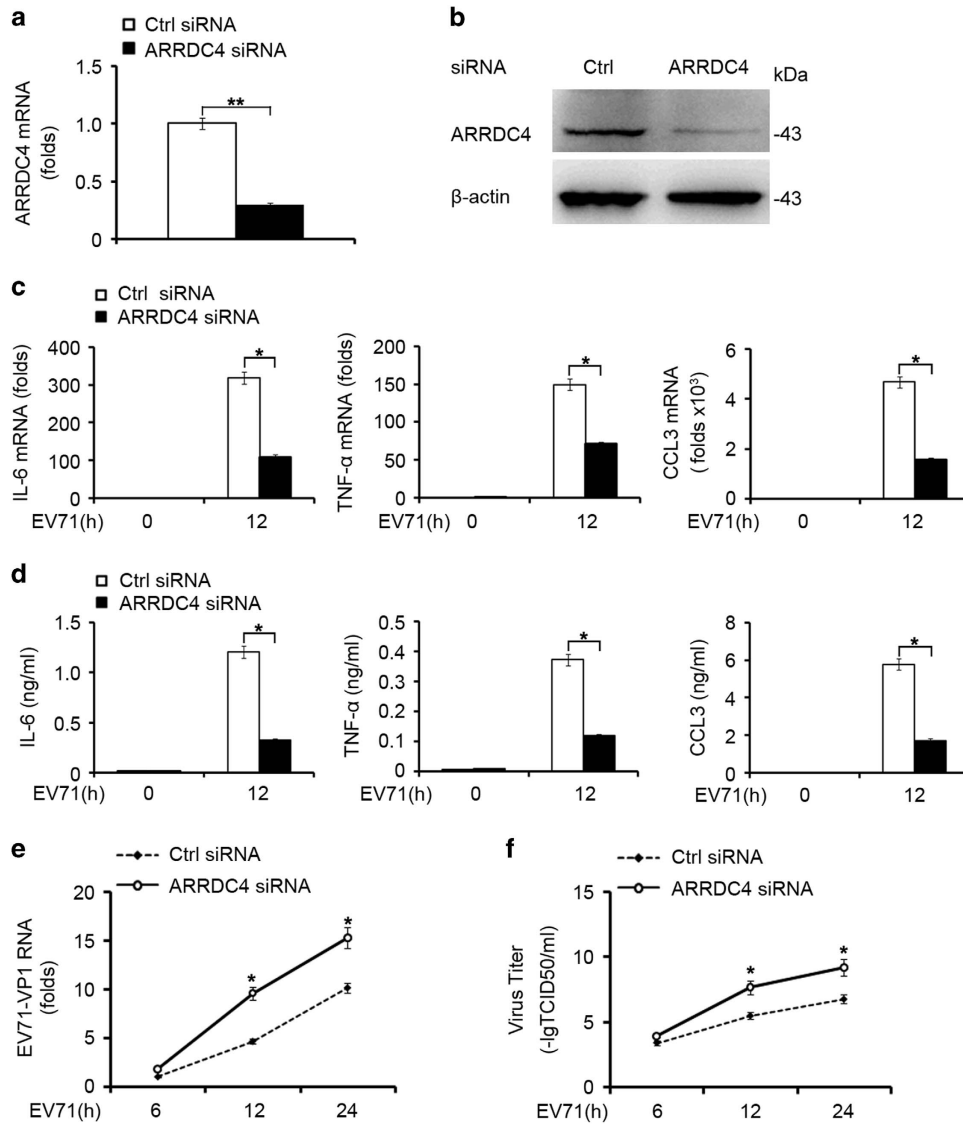 a
Ctrl siRNA
ARRDC4 siRNA
ARRDC4 mRNA
(folds)
1.5
1.0
0.5
0
**
b
siRNA Ctrl ARRDC4 kDa
ARRDC4 -43
β-actin -43
c
Ctrl siRNA
ARRDC4 siRNA
IL-6 mRNA (folds)
400
300
200
100
0
*
EV71(h) 0 12
TNF-α mRNA (folds)
200
150
100
50
0
*
EV71(h) 0 12
CCL3 mRNA
(folds x10³)
6
4
2
0
*
EV71(h) 0 12
d
Ctrl siRNA
ARRDC4 siRNA
IL-6 (ng/ml)
1.5
1.0
0.5
0
*
EV71(h) 0 12
TNF-α (ng/ml)
0.5
0.4
0.3
0.2
0.1
0
*
EV71(h) 0 12
CCL3 (ng/ml)
8
6
4
2
0
*
EV71(h) 0 12
e
Ctrl siRNA
ARRDC4 siRNA
EV71-VP1 RNA
(folds)
20
15
10
5
0
*
*
EV71(h) 6 12 24
f
Ctrl siRNA
ARRDC4 siRNA
Virus Titer
(-lgTCID50/ml)
15
10
5
0
*
*
EV71(h) 6 12 24